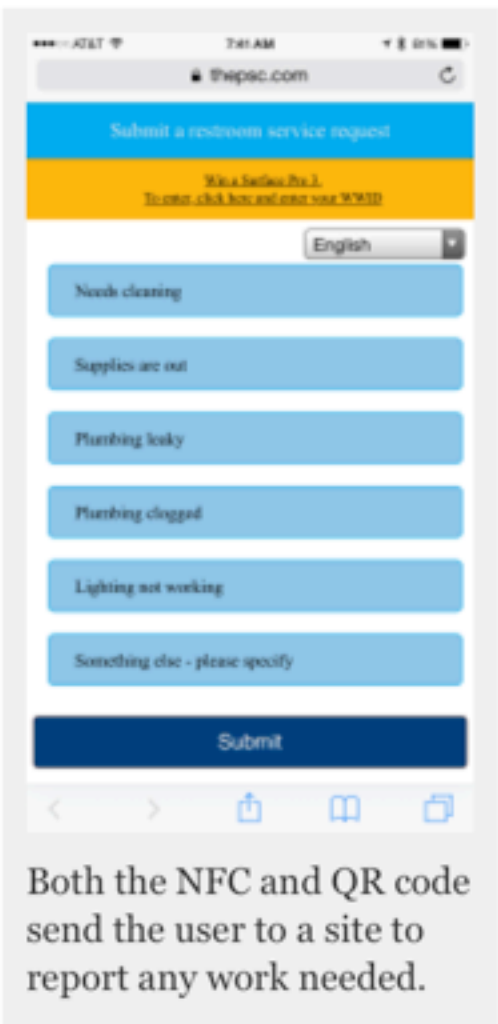 AT&T 7:41 AM 81%
thepsc.com
Submit a restroom service request
Win a Surface Pro 3.
To enter, click here and enter your WWID
English
Needs cleaning
Supplies are out
Plumbing leaky
Plumbing clogged
Lighting not working
Something else - please specify
Submit
Both the NFC and QR code
send the user to a site to
report any work needed.